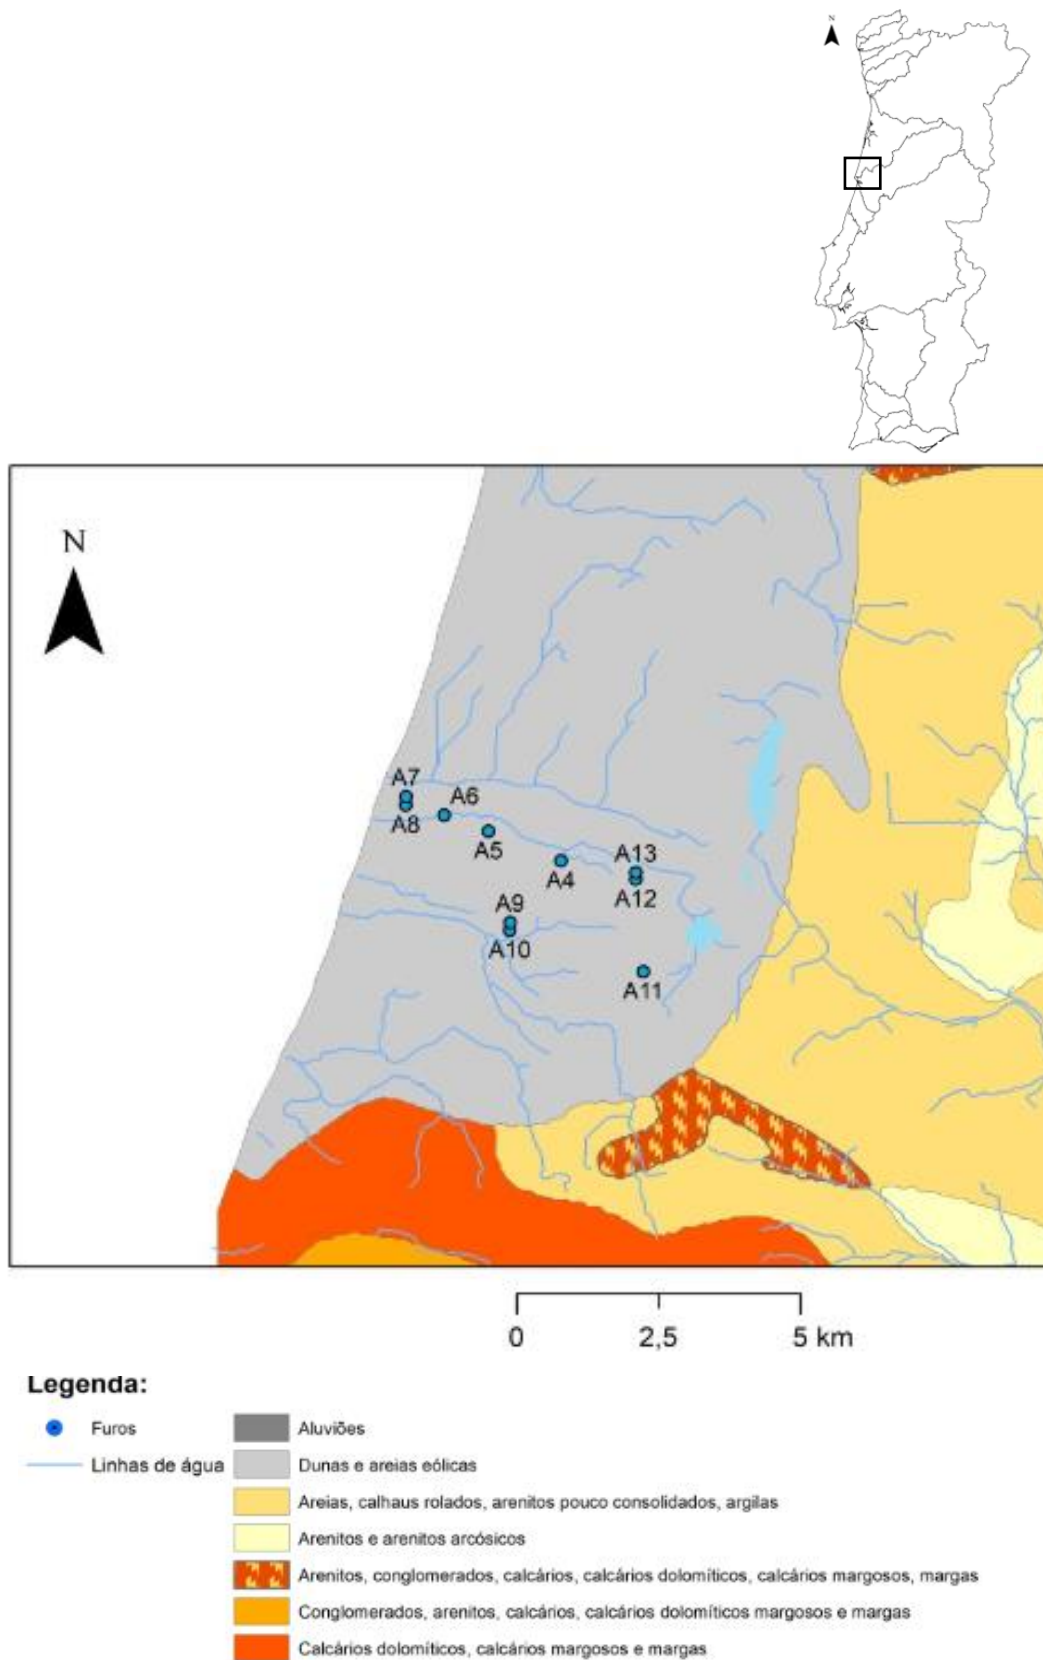 N
N
A7
A6
A8
A5
A13
A4
A12
A9
A10
A11
0 2,5 5 km
Legenda:
Furos
Aluviões
Linhas de água
Dunas e areias eólicas
Areias, calhaus rolados, arenitos pouco consolidados, argilas
Arenitos e arenitos arcósicos
Arenitos, conglomerados, calcários, calcários dolomíticos, calcários margosos, margas
Conglomerados, arenitos, calcários, calcários dolomíticos margosos e margas
Calcários dolomíticos, calcários margosos e margas